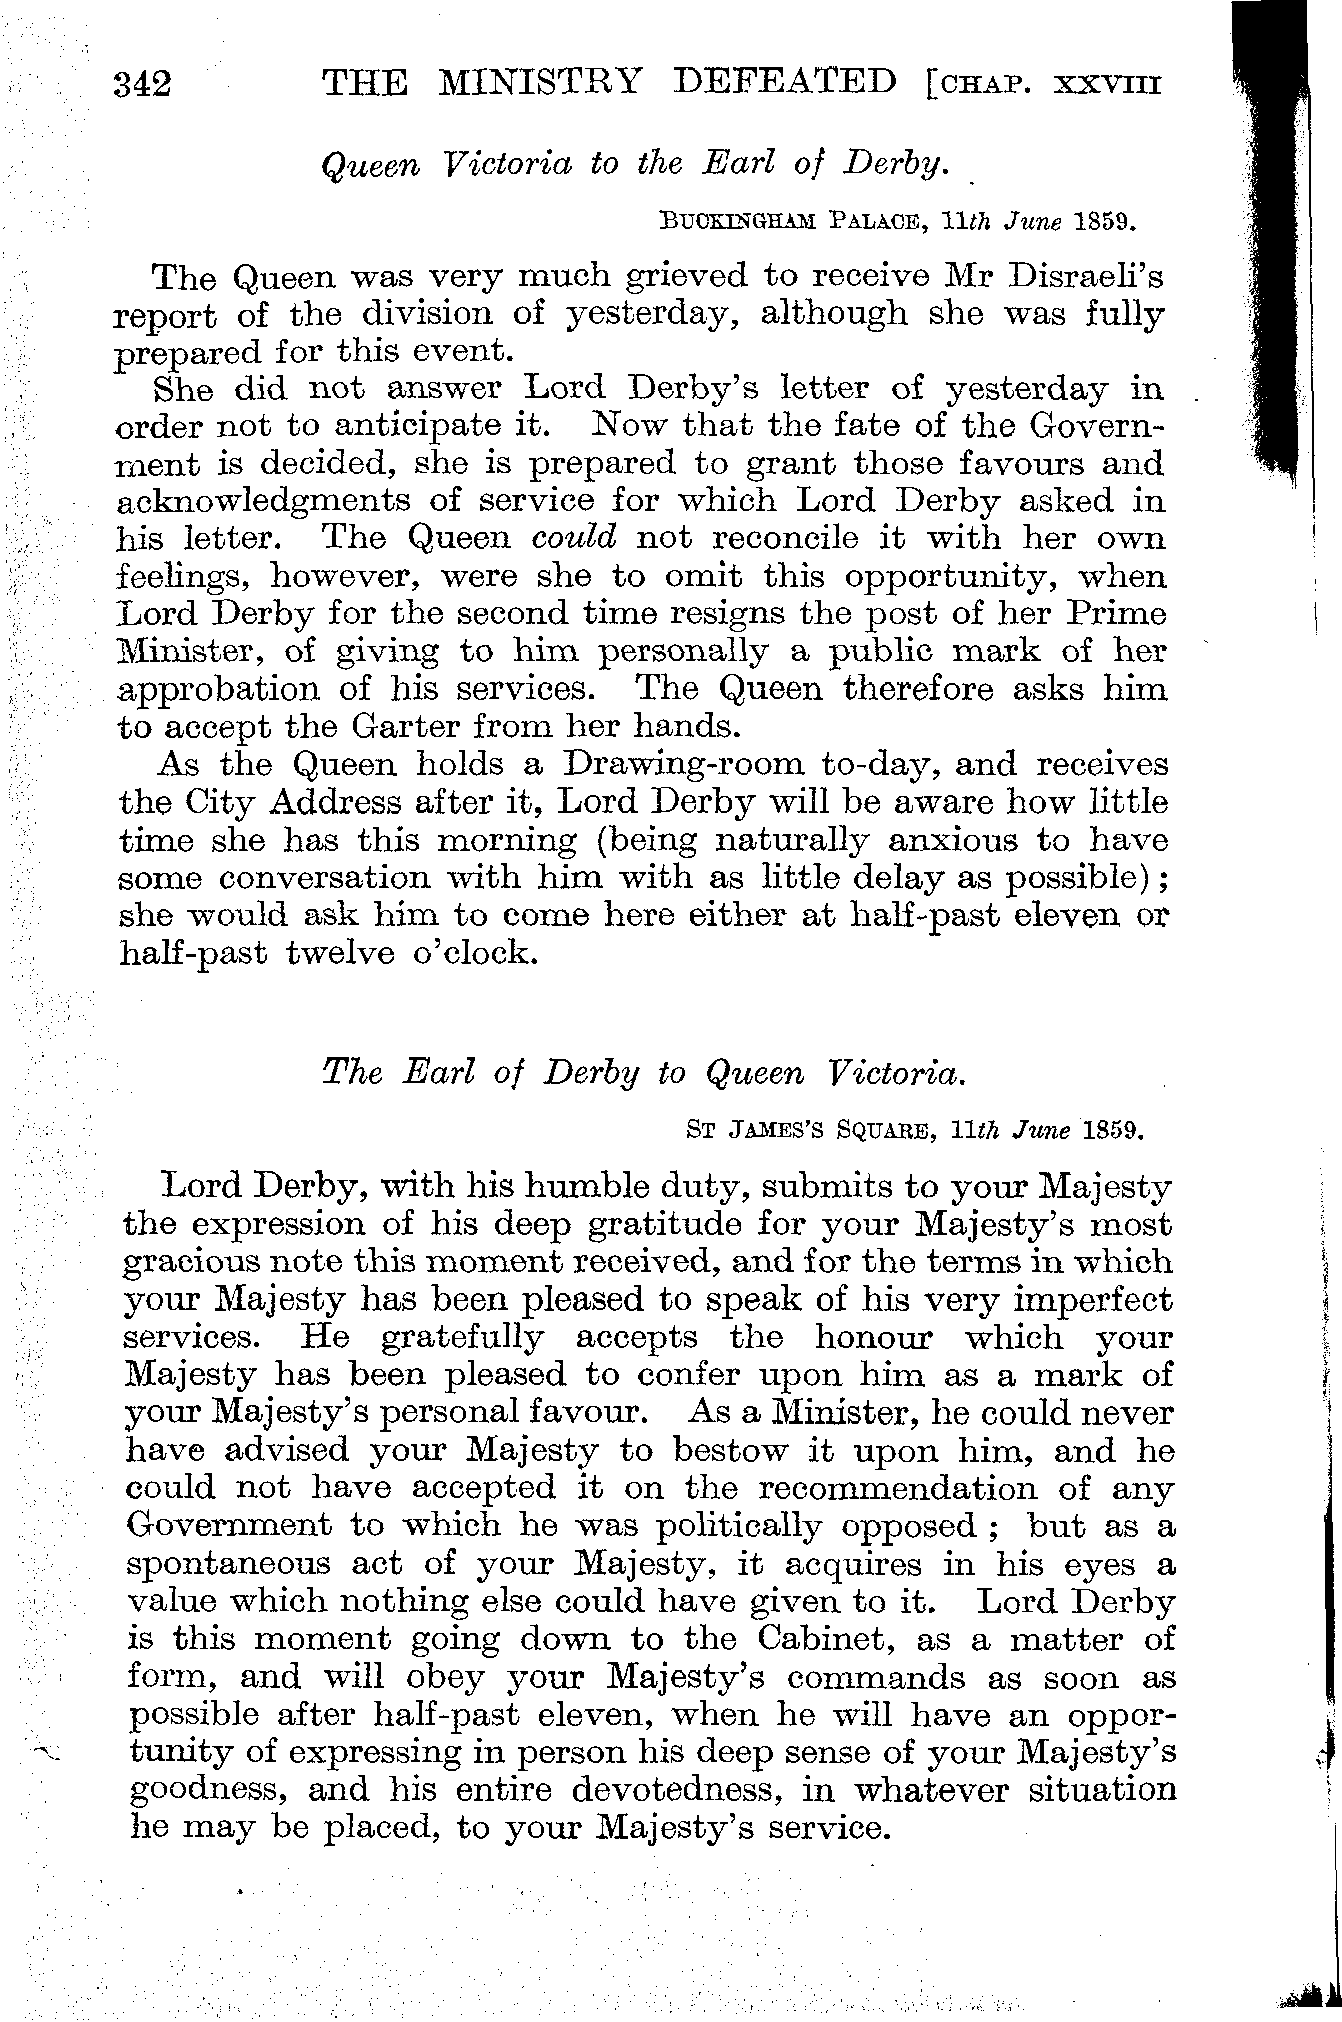 342 THE MINISTRY DEFEATED [CHAP. XXVIII
Queen Victoria to the Earl of Derby.
BUCKINGHAM PALACE, 11th June 1859.
The Queen was very much grieved to receive Mr Disraeli's
report of the division of yesterday, although she was fully
prepared for this event.
She did not answer Lord Derby's letter of yesterday in
order not to anticipate it. Now that the fate of the Govern-
ment is decided, she is prepared to grant those favours and
acknowledgments of service for which Lord Derby asked in
his letter. The Queen could not reconcile it with her own
feelings, however, were she to omit this opportunity, when
Lord Derby for the second time resigns the post of her Prime
Minister, of giving to him personally a public mark of her
approbation of his services. The Queen therefore asks him
to accept the Garter from her hands.
As the Queen holds a Drawing-room to-day, and receives
the City Address after it, Lord Derby will be aware how little
time she has this morning (being naturally anxious to have
some conversation with him with as little delay as possible) ;
she would ask him to come here either at half-past eleven or
half-past twelve o'clock.
The Earl of Derby to Queen Victoria.
ST JAMES'S SQUARE, 11th June 1859.
Lord Derby, with his humble duty, submits to your Majesty
the expression of his deep gratitude for your Majesty's most
gracious note this moment received, and for the terms in which
your Majesty has been pleased to speak of his very imperfect
services. He gratefully accepts the honour which your
Majesty has been pleased to confer upon him as a mark of
your Majesty's personal favour. As a Minister, he could never
have advised your Majesty to bestow it upon him, and he
could not have accepted it on the recommendation of any
Government to which he was politically opposed ; but as a
spontaneous act of your Majesty, it acquires in his eyes a
value which nothing else could have given to it. Lord Derby
is this moment going down to the Cabinet, as a matter of
form, and will obey your Majesty's commands as soon as
possible after half-past eleven, when he will have an oppor-
tunity of expressing in person his deep sense of your Majesty's
goodness, and his entire devotedness, in whatever situation
he may be placed, to your Majesty's service.